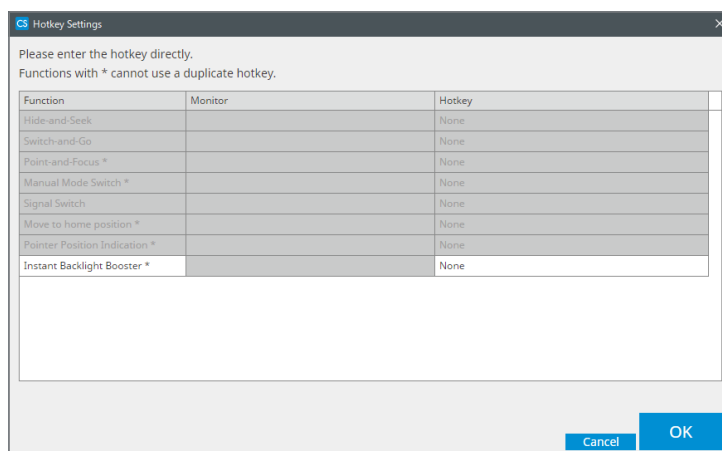 CS Hotkey Settings
Please enter the hotkey directly.
Functions with * cannot use a duplicate hotkey.
Function Monitor Hotkey
Hide-and-Seek None
Switch-and-Go None
Point-and-Focus * None
Manual Mode Switch * None
Signal Switch None
Move to home position * None
Pointer Position Indication * None
Instant Backlight Booster * None
Cancel OK